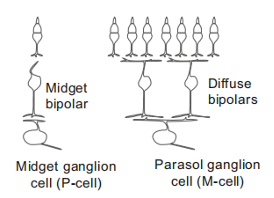 Midget
bipolar
Diffuse
bipolars
Midget ganglion
cell (P-cell)
Parasol ganglion
cell (M-cell)